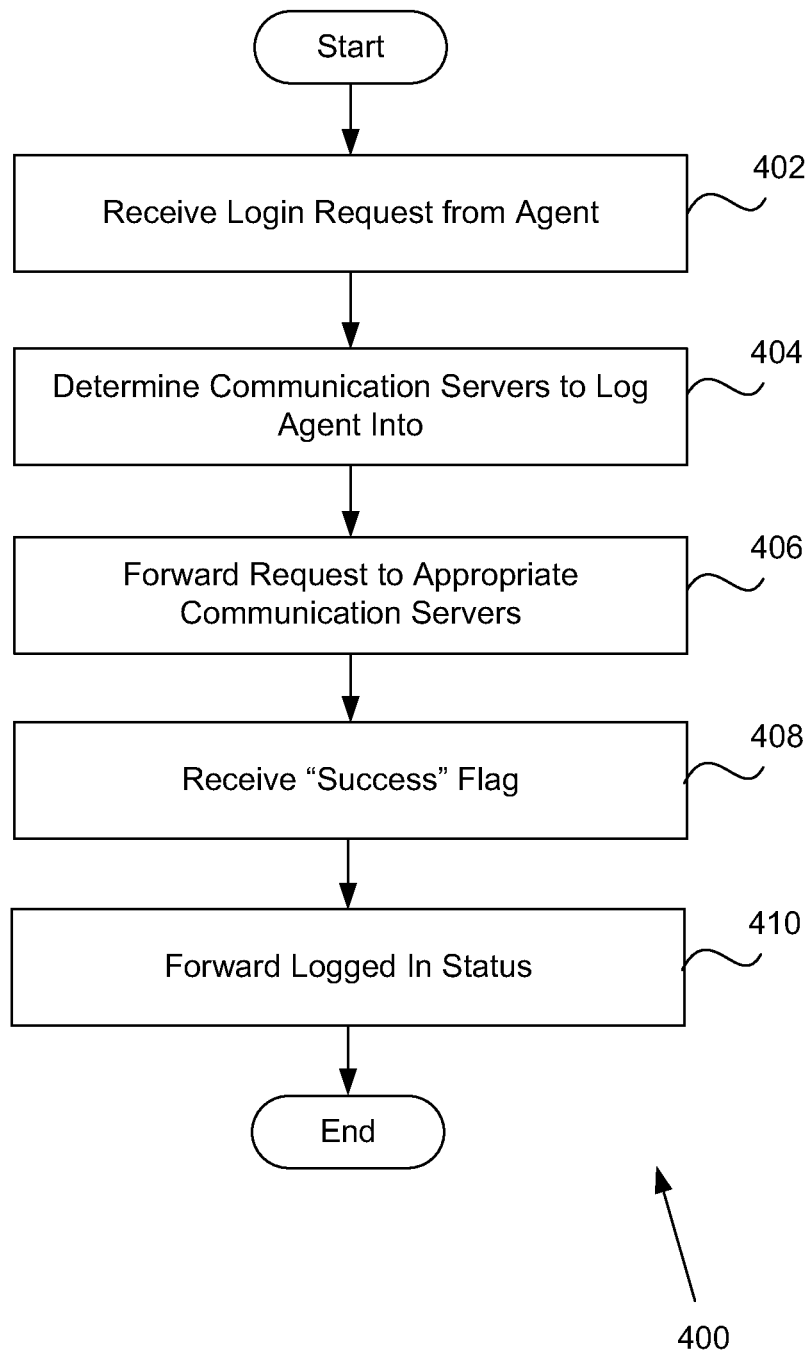 Start
402
Receive Login Request from Agent
404
Determine Communication Servers to Log
Agent Into
406
Forward Request to Appropriate
Communication Servers
408
Receive “Success” Flag
410
Forward Logged In Status
End
400